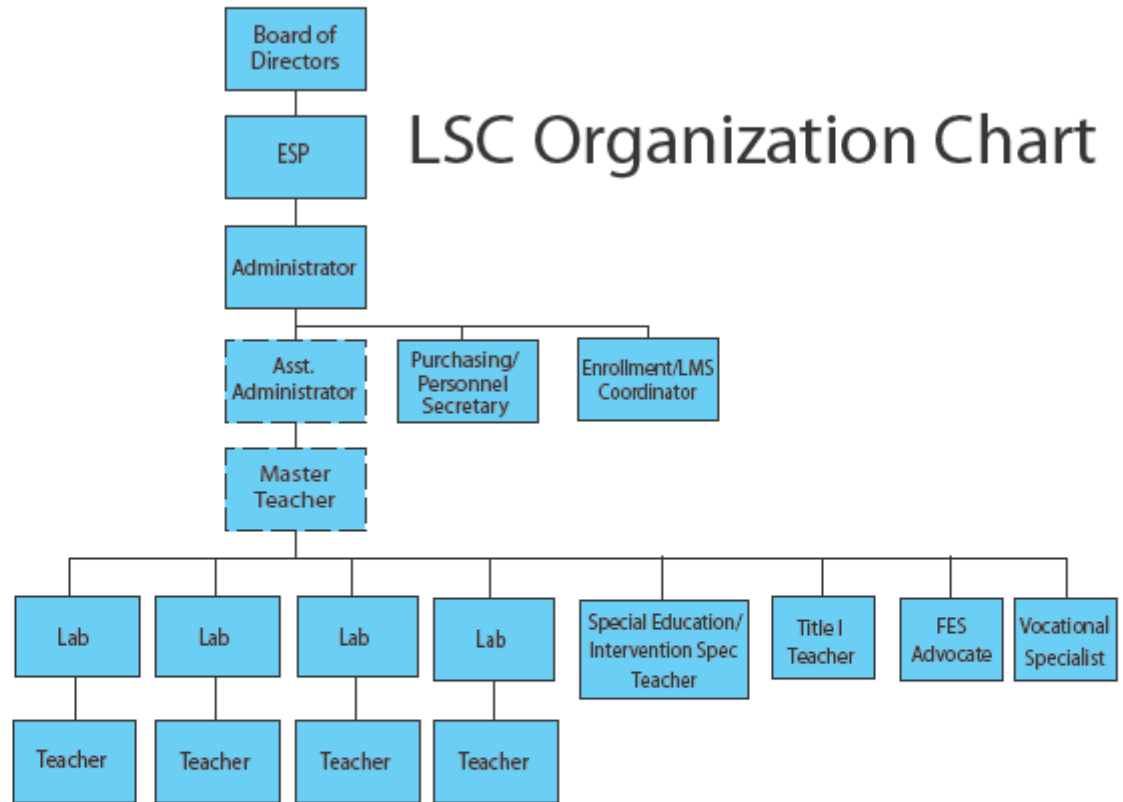 Board of
Directors
LSC Organization Chart
ESP
Administrator
Asst.
Administrator
Purchasing/
Personnel
Secretary
Enrollment/LMS
Coordinator
Master
Teacher
Lab
Lab
Lab
Lab
Special Education/
Intervention Spec
Teacher
Title I
Teacher
FES
Advocate
Vocational
Specialist
Teacher
Teacher
Teacher
Teacher